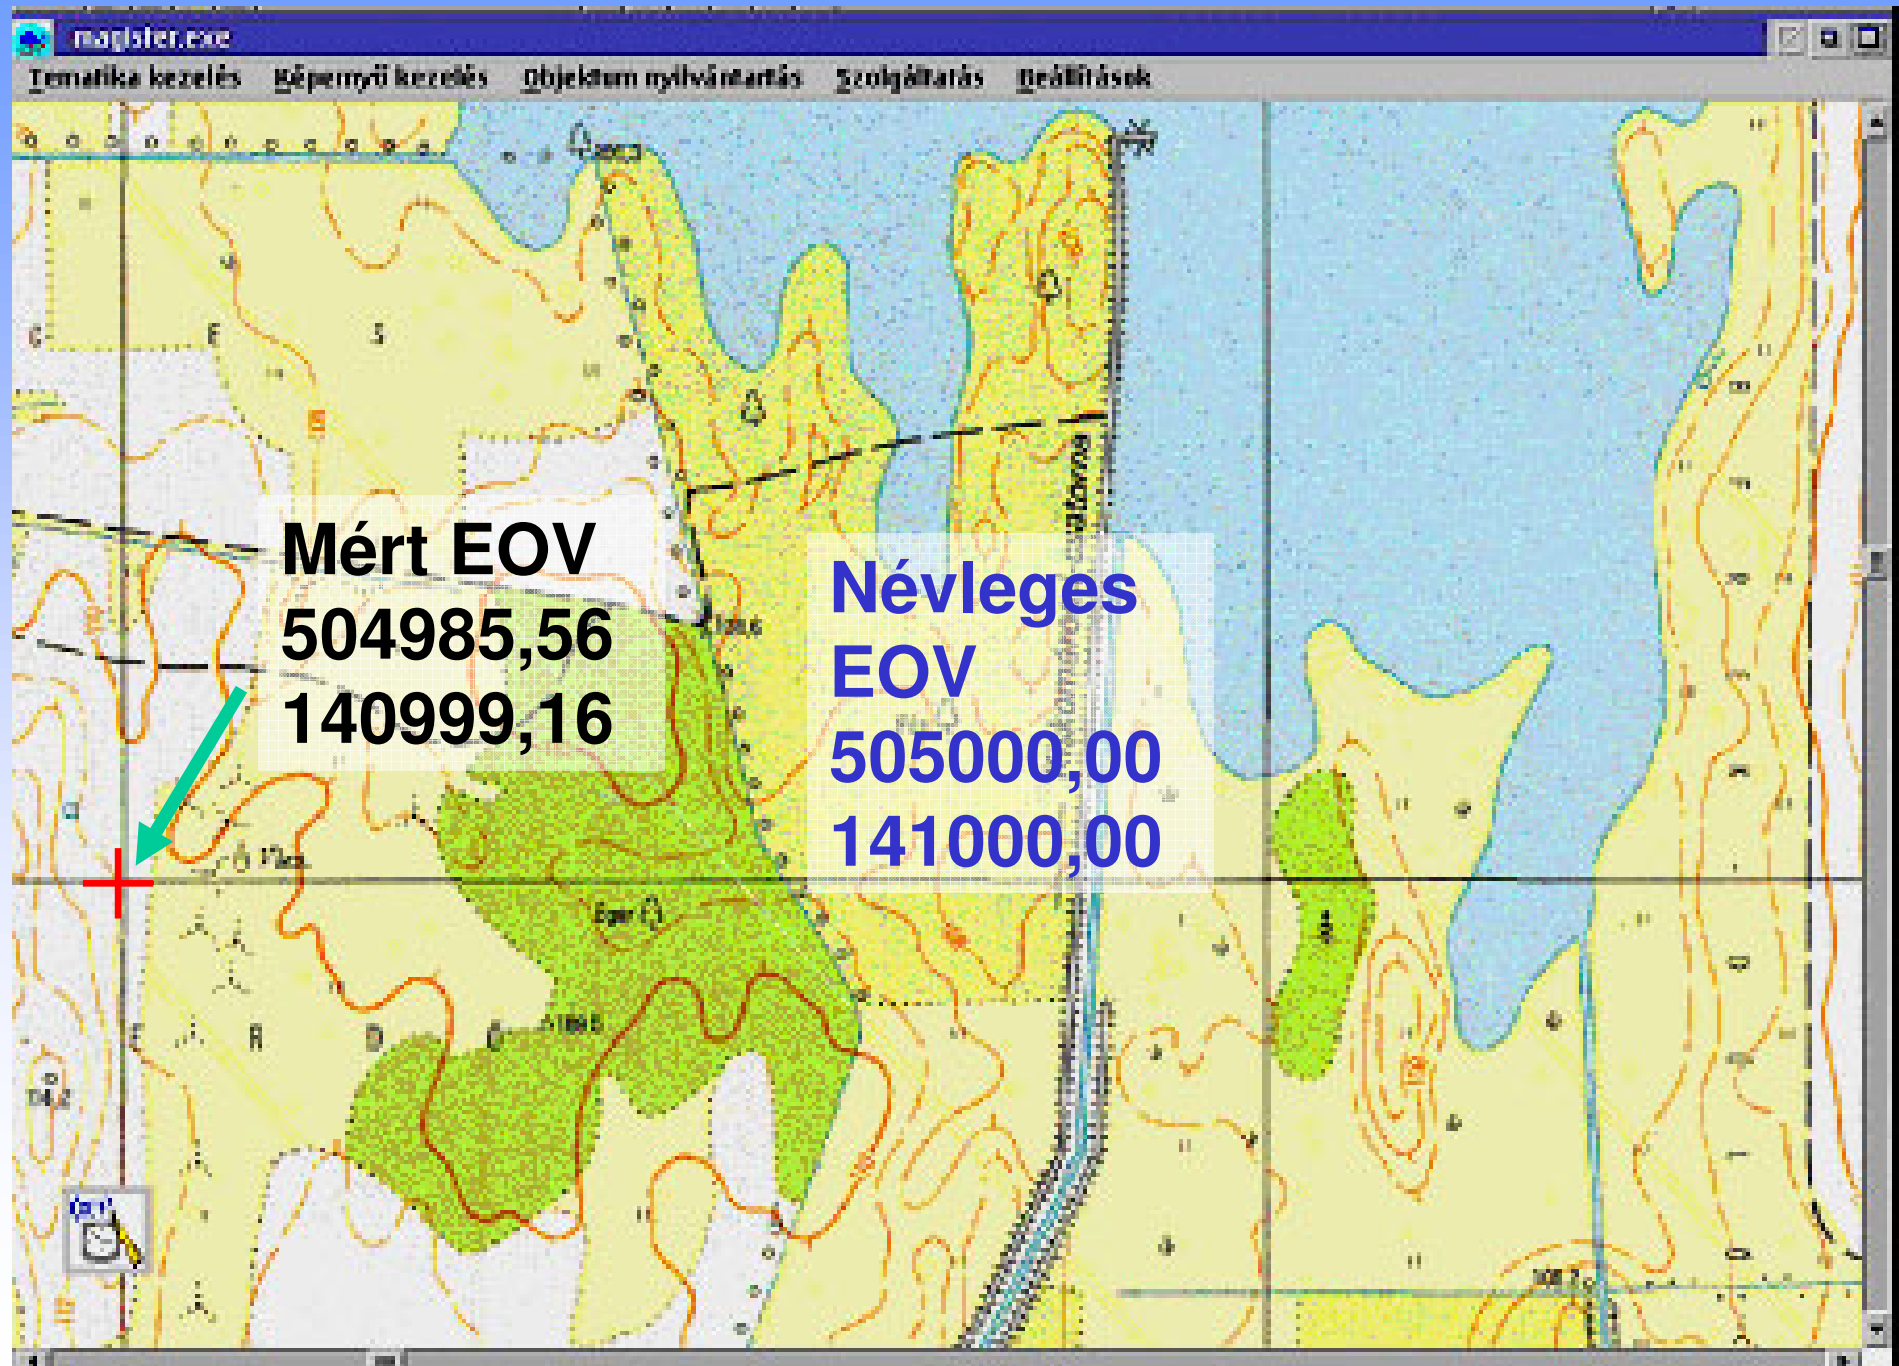 magister.exe
Tematika kezelés Képernyő kezelés Objektum nyilvántartás Szolgáltatás Beállítások
G E S
Mért EOV
504985,56
140999,16
Névleges
EOV
505000,00
141000,00
Éger
E R D Ő